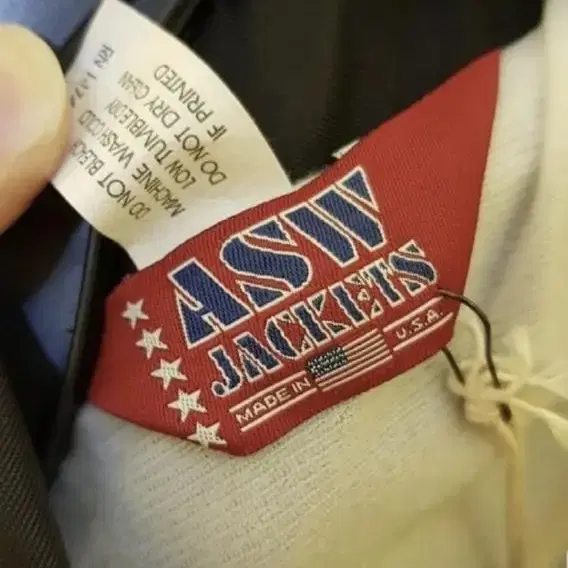 DO NOT BLEACH
MACHINE WASH COLD
LOW TUMBLE DRY
DO NOT DRY CLEAN
IF PRINTED
ASW
JACKETS
MADE IN U.S.A.